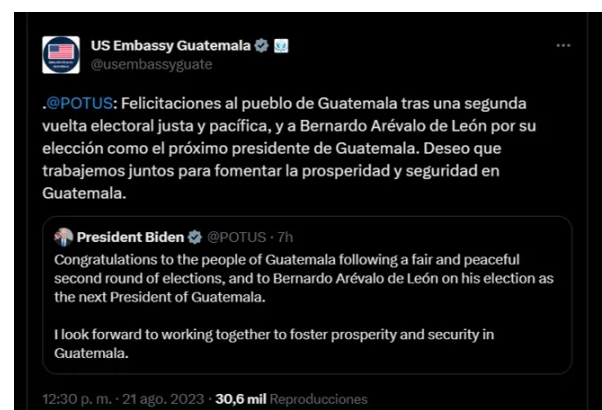 US Embassy Guatemala
@usembassyguate
.@POTUS: Felicitaciones al pueblo de Guatemala tras una segunda
vuelta electoral justa y pacífica, y a Bernardo Arévalo de León por su
elección como el próximo presidente de Guatemala. Deseo que
trabajemos juntos para fomentar la prosperidad y seguridad en
Guatemala.
President Biden @POTUS · 7h
Congratulations to the people of Guatemala following a fair and peaceful
second round of elections, and to Bernardo Arévalo de León on his election as
the next President of Guatemala.
I look forward to working together to foster prosperity and security in
Guatemala.
12:30 p. m. · 21 ago. 2023 · 30,6 mil Reproducciones